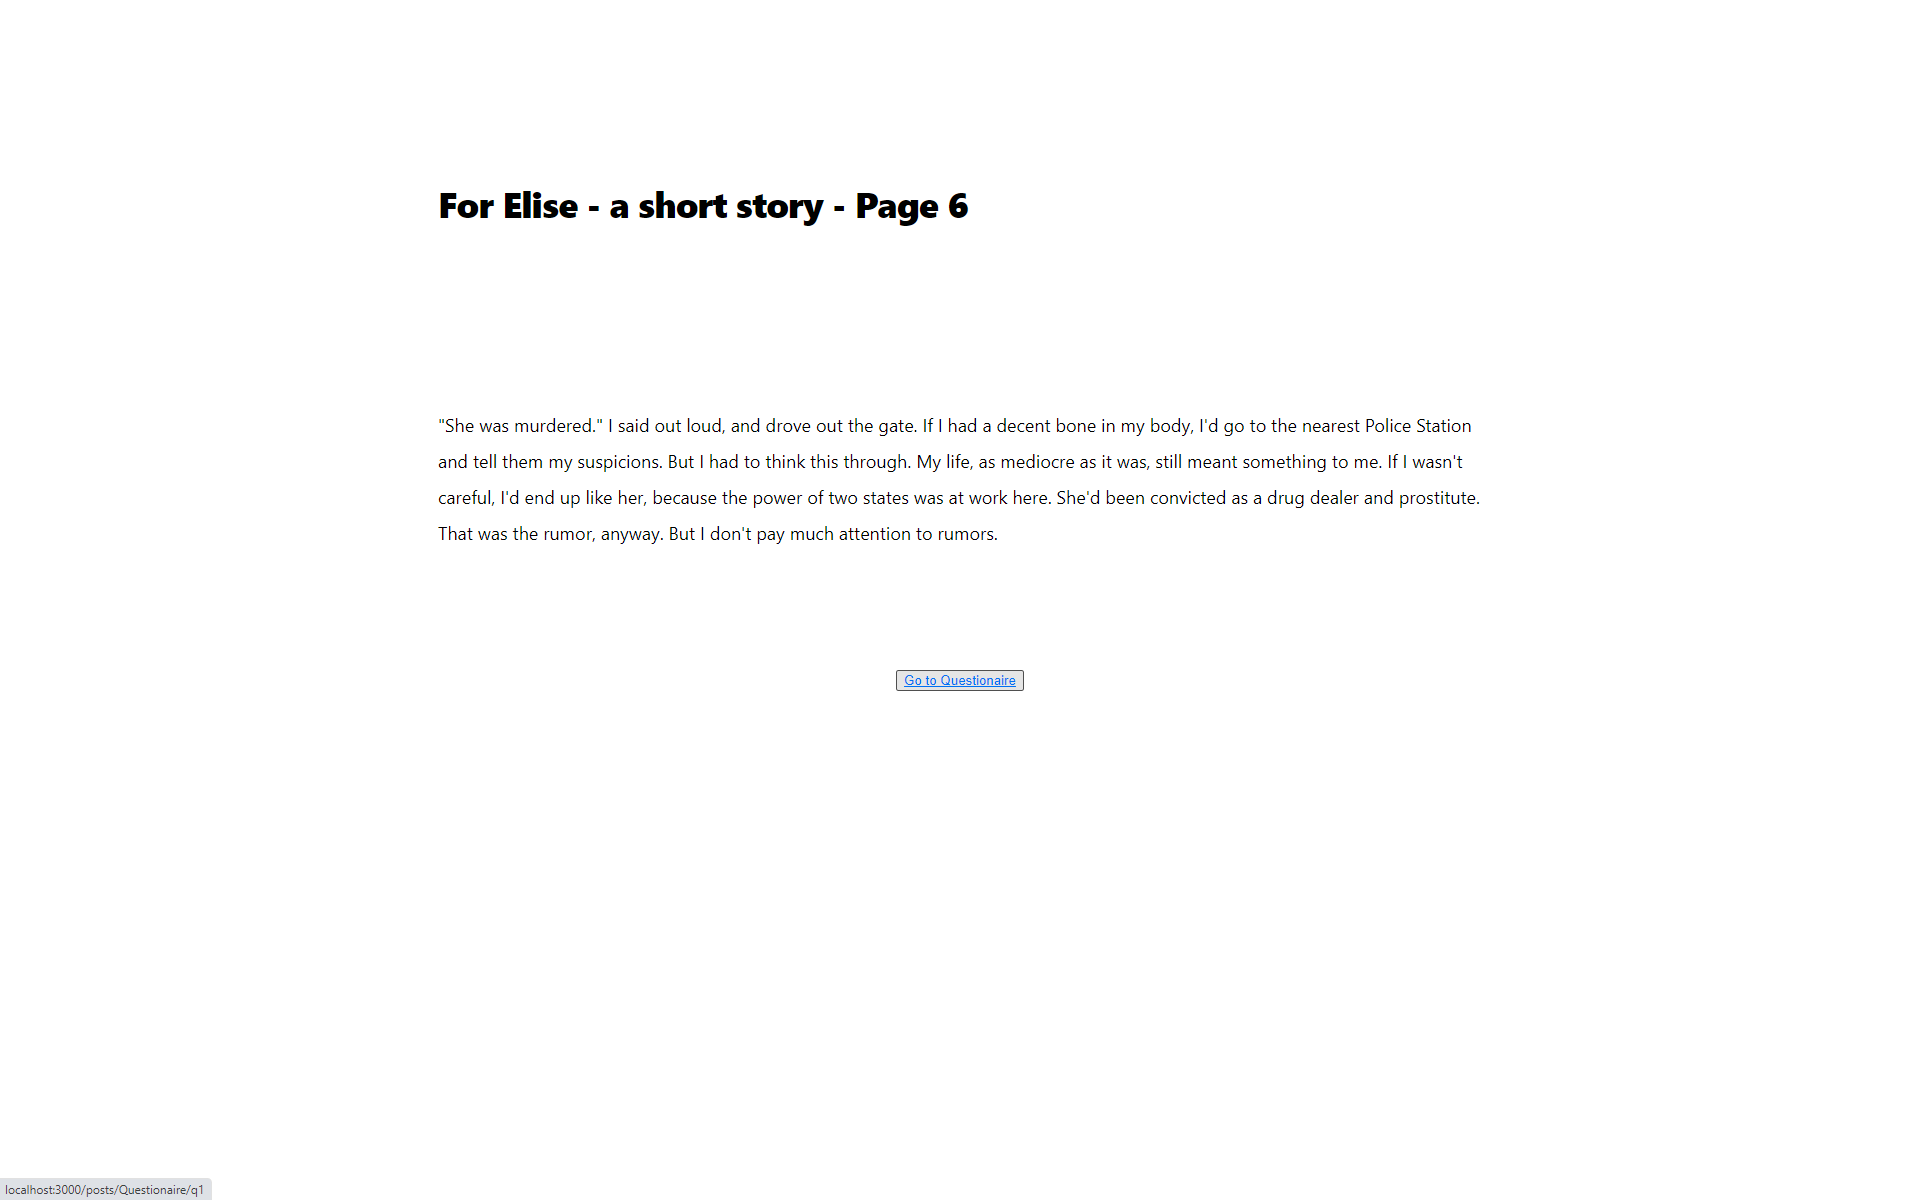 For Elise - a short story - Page 6
"She was murdered." I said out loud, and drove out the gate. If I had a decent bone in my body, I'd go to the nearest Police Station
and tell them my suspicions. But I had to think this through. My life, as mediocre as it was, still meant something to me. If I wasn't
careful, I'd end up like her, because the power of two states was at work here. She'd been convicted as a drug dealer and prostitute.
That was the rumor, anyway. But I don't pay much attention to rumors.
Go to Questionaire
localhost:3000/posts/Questionaire/q1